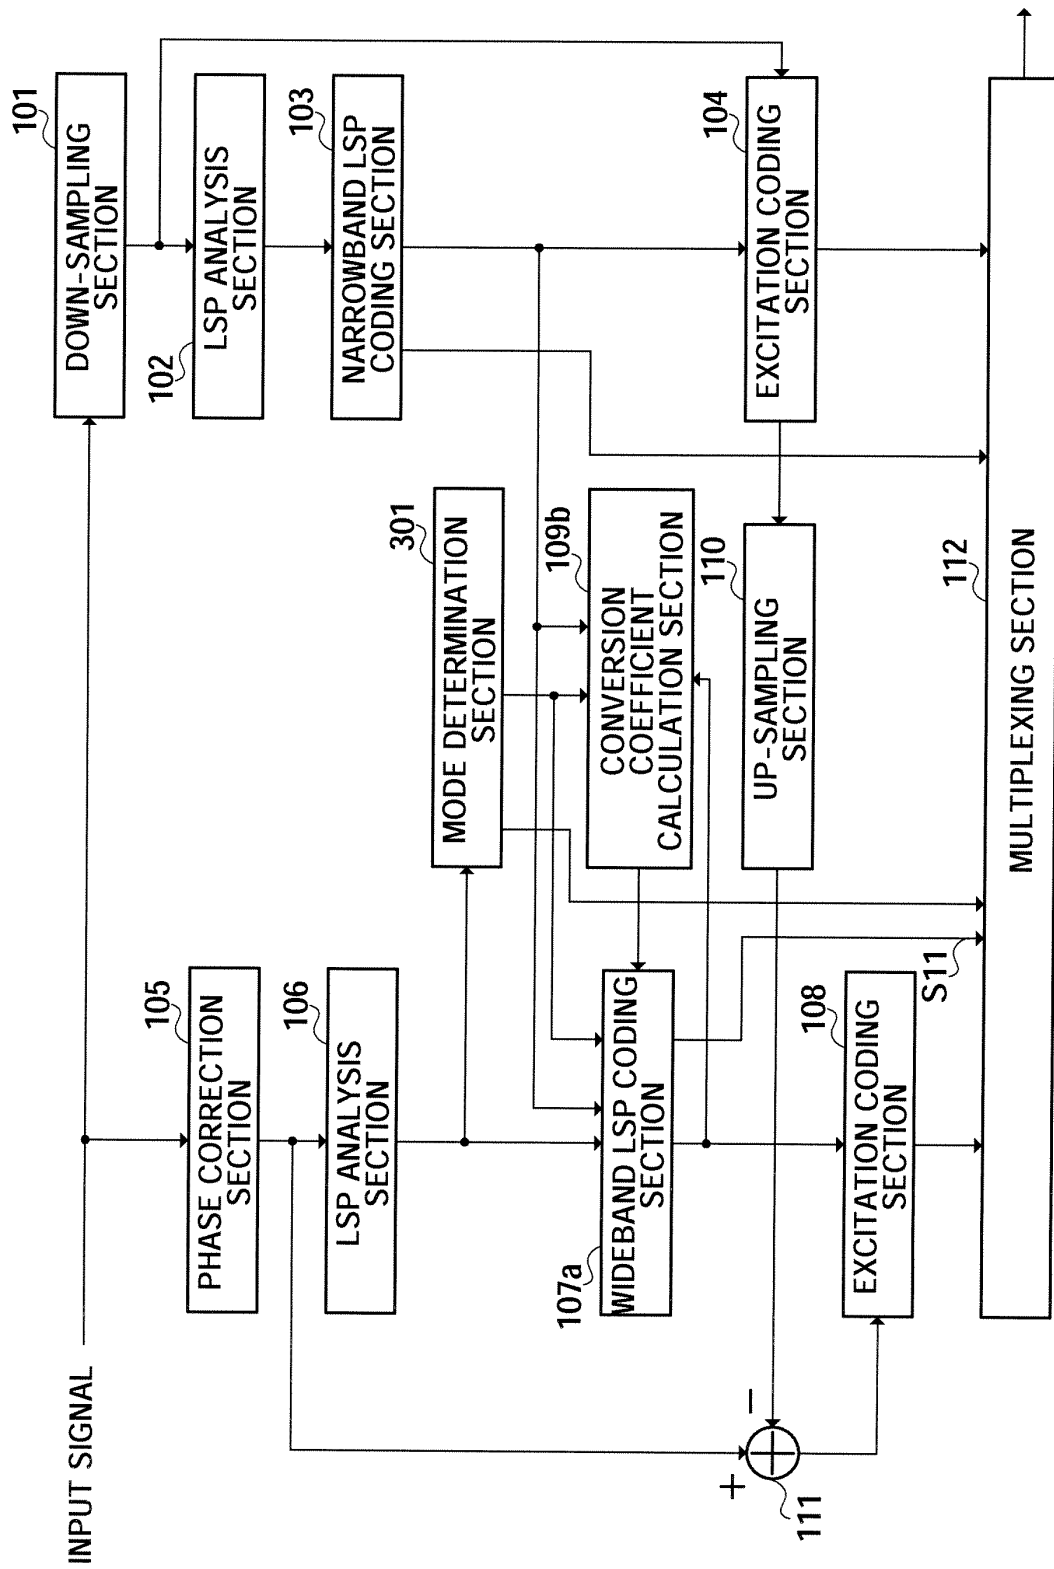 INPUT SIGNAL
101
DOWN-SAMPLING
SECTION
102
LSP ANALYSIS
SECTION
103
NARROWBAND LSP
CODING SECTION
104
EXCITATION CODING
SECTION
301
MODE DETERMINATION
SECTION
109b
CONVERSION
COEFFICIENT
CALCULATION SECTION
110
UP-SAMPLING
SECTION
105
PHASE CORRECTION
SECTION
106
LSP ANALYSIS
SECTION
107a
WIDEBAND LSP CODING
SECTION
108
EXCITATION CODING
SECTION
S11
+
−
111
112
MULTIPLEXING SECTION